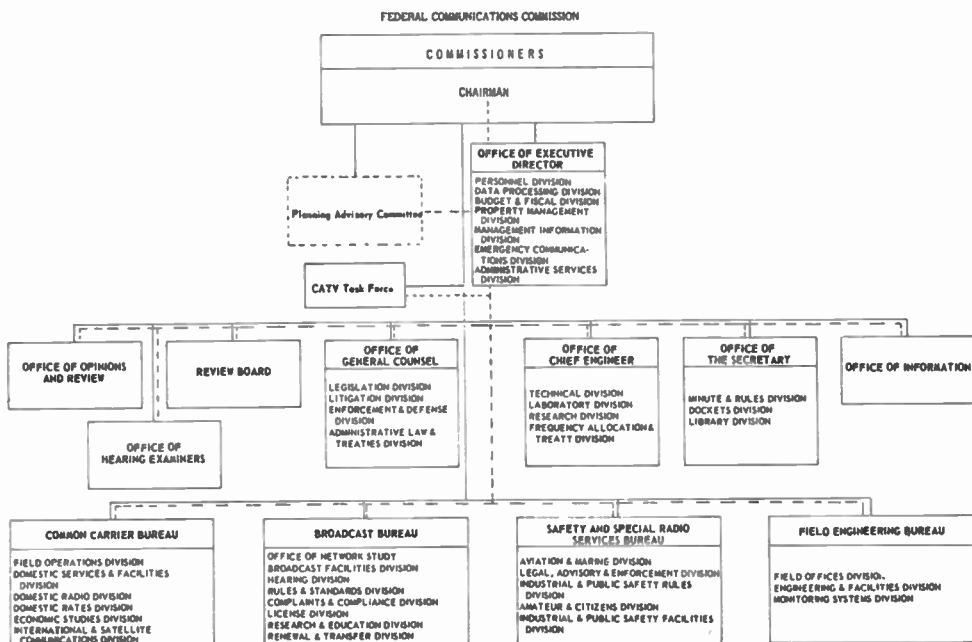 FEDERAL COMMUNICATIONS COMMISSION
COMMISSIONERS
CHAIRMAN
OFFICE OF EXECUTIVE
DIRECTOR
PERSONNEL DIVISION
DATA PROCESSING DIVISION
BUDGET & FISCAL DIVISION
PROPERTY MANAGEMENT
DIVISION
MANAGEMENT INFORMATION
DIVISION
EMERGENCY COMMUNICA-
TIONS DIVISION
ADMINISTRATIVE SERVICES
DIVISION
Planning Advisory Committee
CATV Task Force
OFFICE OF OPINIONS
AND REVIEW
OFFICE OF
HEARING EXAMINERS
REVIEW BOARD
OFFICE OF
GENERAL COUNSEL
LEGISLATION DIVISION
LITIGATION DIVISION
ENFORCEMENT & DEFENSE
DIVISION
ADMINISTRATIVE LAW &
TREATIES DIVISION
OFFICE OF
CHIEF ENGINEER
TECHNICAL DIVISION
LABORATORY DIVISION
RESEARCH DIVISION
FREQUENCY ALLOCATION &
TREATY DIVISION
OFFICE OF
THE SECRETARY
MINUTE & RULES DIVISION
DOCKETS DIVISION
LIBRARY DIVISION
OFFICE OF INFORMATION
COMMON CARRIER BUREAU
FIELD OPERATIONS DIVISION
DOMESTIC SERVICES & FACILITIES
DIVISION
DOMESTIC RADIO DIVISION
DOMESTIC RATES DIVISION
ECONOMIC STUDIES DIVISION
INTERNATIONAL & SATELLITE
COMMUNICATIONS DIVISION
BROADCAST BUREAU
OFFICE OF NETWORK STUDY
BROADCAST FACILITIES DIVISION
HEARING DIVISION
RULES & STANDARDS DIVISION
COMPLAINTS & COMPLIANCE DIVISION
LICENSE DIVISION
RESEARCH & EDUCATION DIVISION
RENEWAL & TRANSFER DIVISION
SAFETY AND SPECIAL RADIO
SERVICES BUREAU
AVIATION & MARINE DIVISION
LEGAL, ADVISORY & ENFORCEMENT DIVISION
INDUSTRIAL & PUBLIC SAFETY RULES
DIVISION
AMATEUR & CITIZENS DIVISION
INDUSTRIAL & PUBLIC SAFETY FACILITIES
DIVISION
FIELD ENGINEERING BUREAU
FIELD OFFICES DIVISION
ENGINEERING & FACILITIES DIVISION
MONITORING SYSTEMS DIVISION